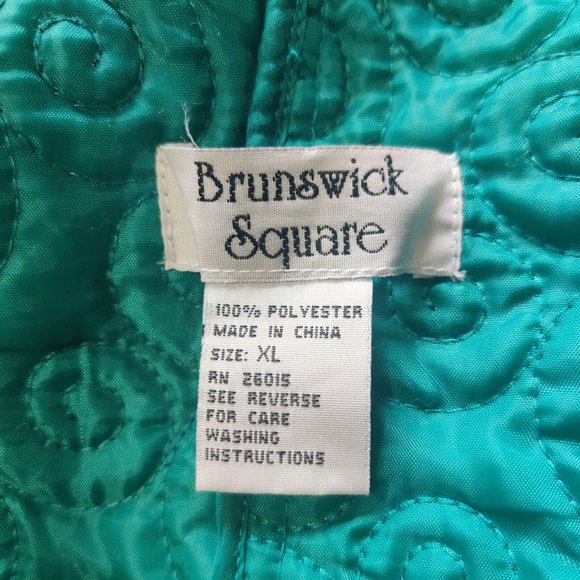 Brunswick
Square
100% POLYESTER
MADE IN CHINA
SIZE: XL
RN 26015
SEE REVERSE
FOR CARE
WASHING
INSTRUCTIONS